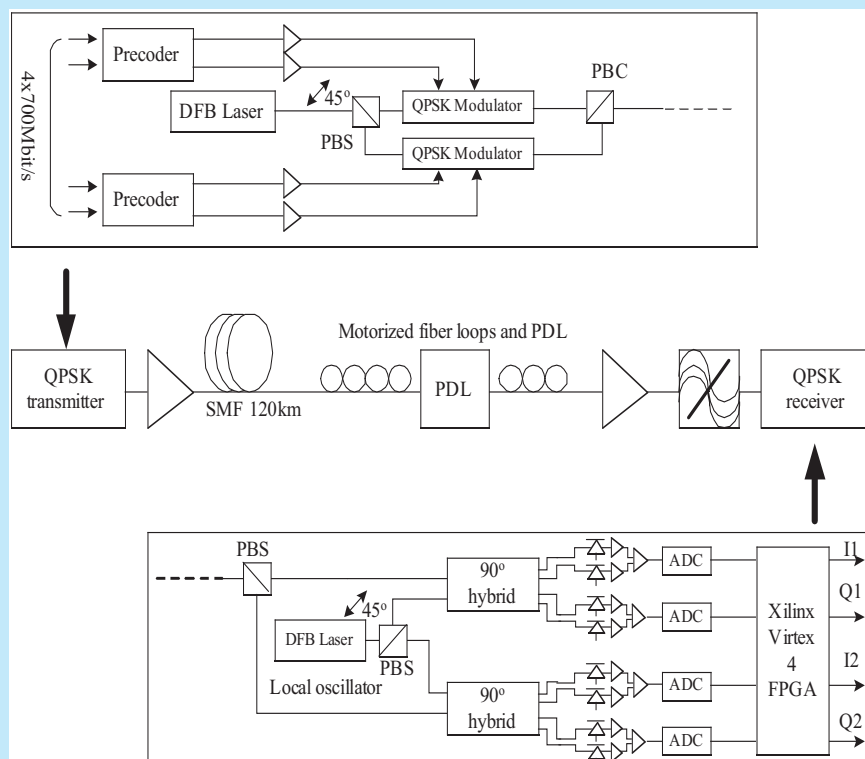 4x700Mbit/s
Precoder
DFB Laser
45°
PBS
QPSK Modulator
QPSK Modulator
PBC
Precoder
QPSK
transmitter
SMF 120km
Motorized fiber loops and PDL
PDL
QPSK
receiver
PBS
45°
DFB Laser
PBS
Local oscillator
90°
hybrid
90°
hybrid
ADC
ADC
ADC
ADC
Xilinx
Virtex
4
FPGA
I1
Q1
I2
Q2